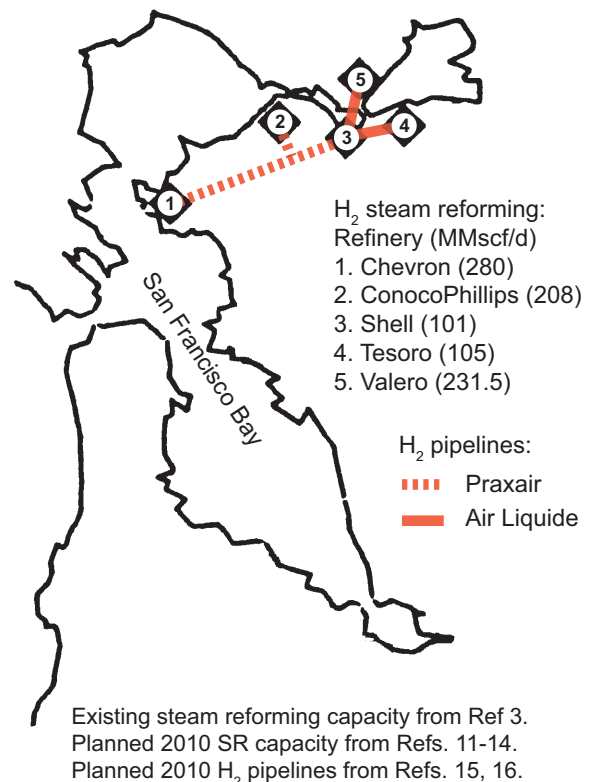 5
2
3
4
1
H₂ steam reforming:
Refinery (MMscf/d)
1. Chevron (280)
2. ConocoPhillips (208)
3. Shell (101)
4. Tesoro (105)
5. Valero (231.5)
San Francisco Bay
H₂ pipelines:
Praxair
Air Liquide
Existing steam reforming capacity from Ref 3.
Planned 2010 SR capacity from Refs. 11-14.
Planned 2010 H₂ pipelines from Refs. 15, 16.